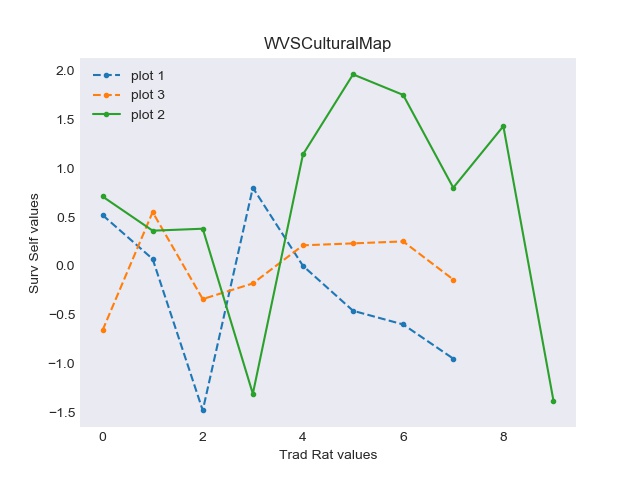 WVSCulturalMap
plot 1
plot 3
plot 2
2.0
1.5
1.0
0.5
0.0
−0.5
−1.0
−1.5
Surv Self values
0 2 4 6 8
Trad Rat values